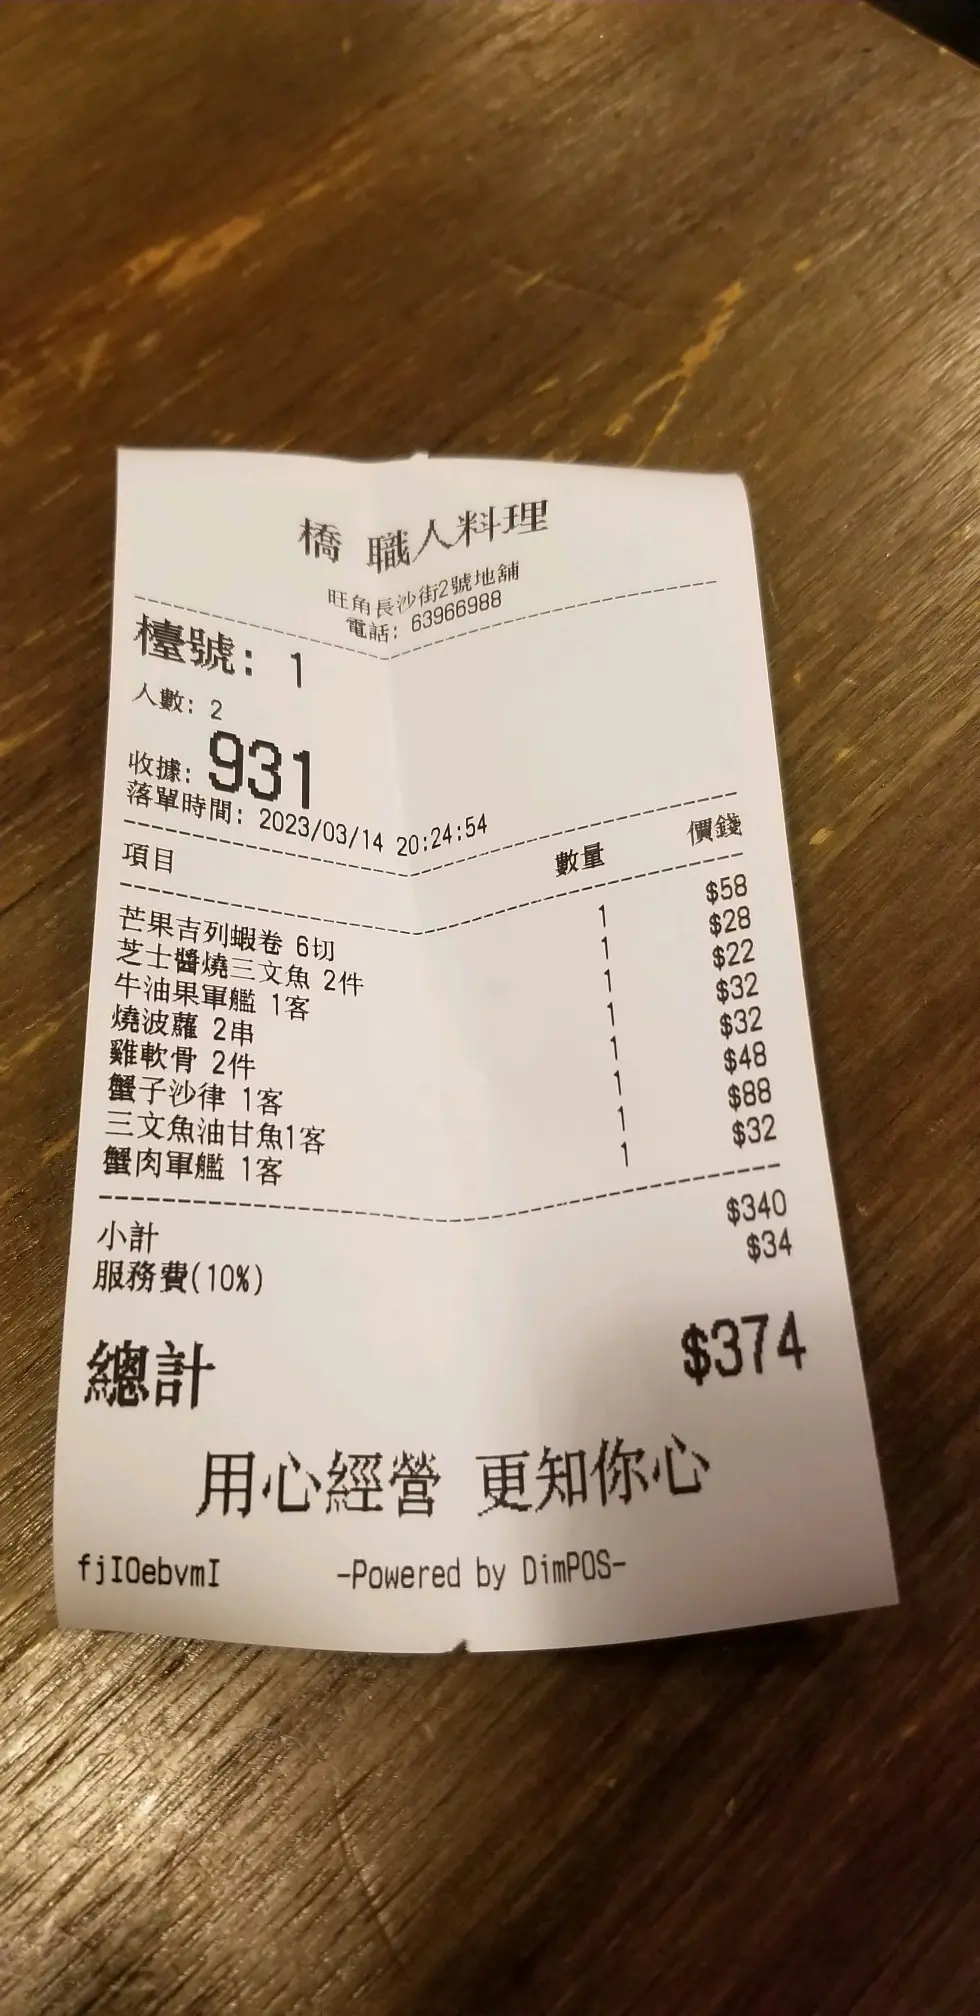 橋 職人料理
旺角長沙街2號地舖
電話: 63966988
檯號: 1
人數: 2
收據: 931
落單時間: 2023/03/14 20:24:54
項目 數量 價錢
芒果吉列蝦卷 6切 1 $58
芝士醬燒三文魚 2件 1 $28
牛油果軍艦 1客 1 $22
燒波蘿 2串 1 $32
雞軟骨 2件 1 $32
蟹子沙律 1客 1 $48
三文魚油甘魚1客 1 $88
蟹肉軍艦 1客 1 $32
小計 $340
服務費(10%) $34
總計 $374
用心經營 更知你心
fjIOebvmI -Powered by DimPOS-